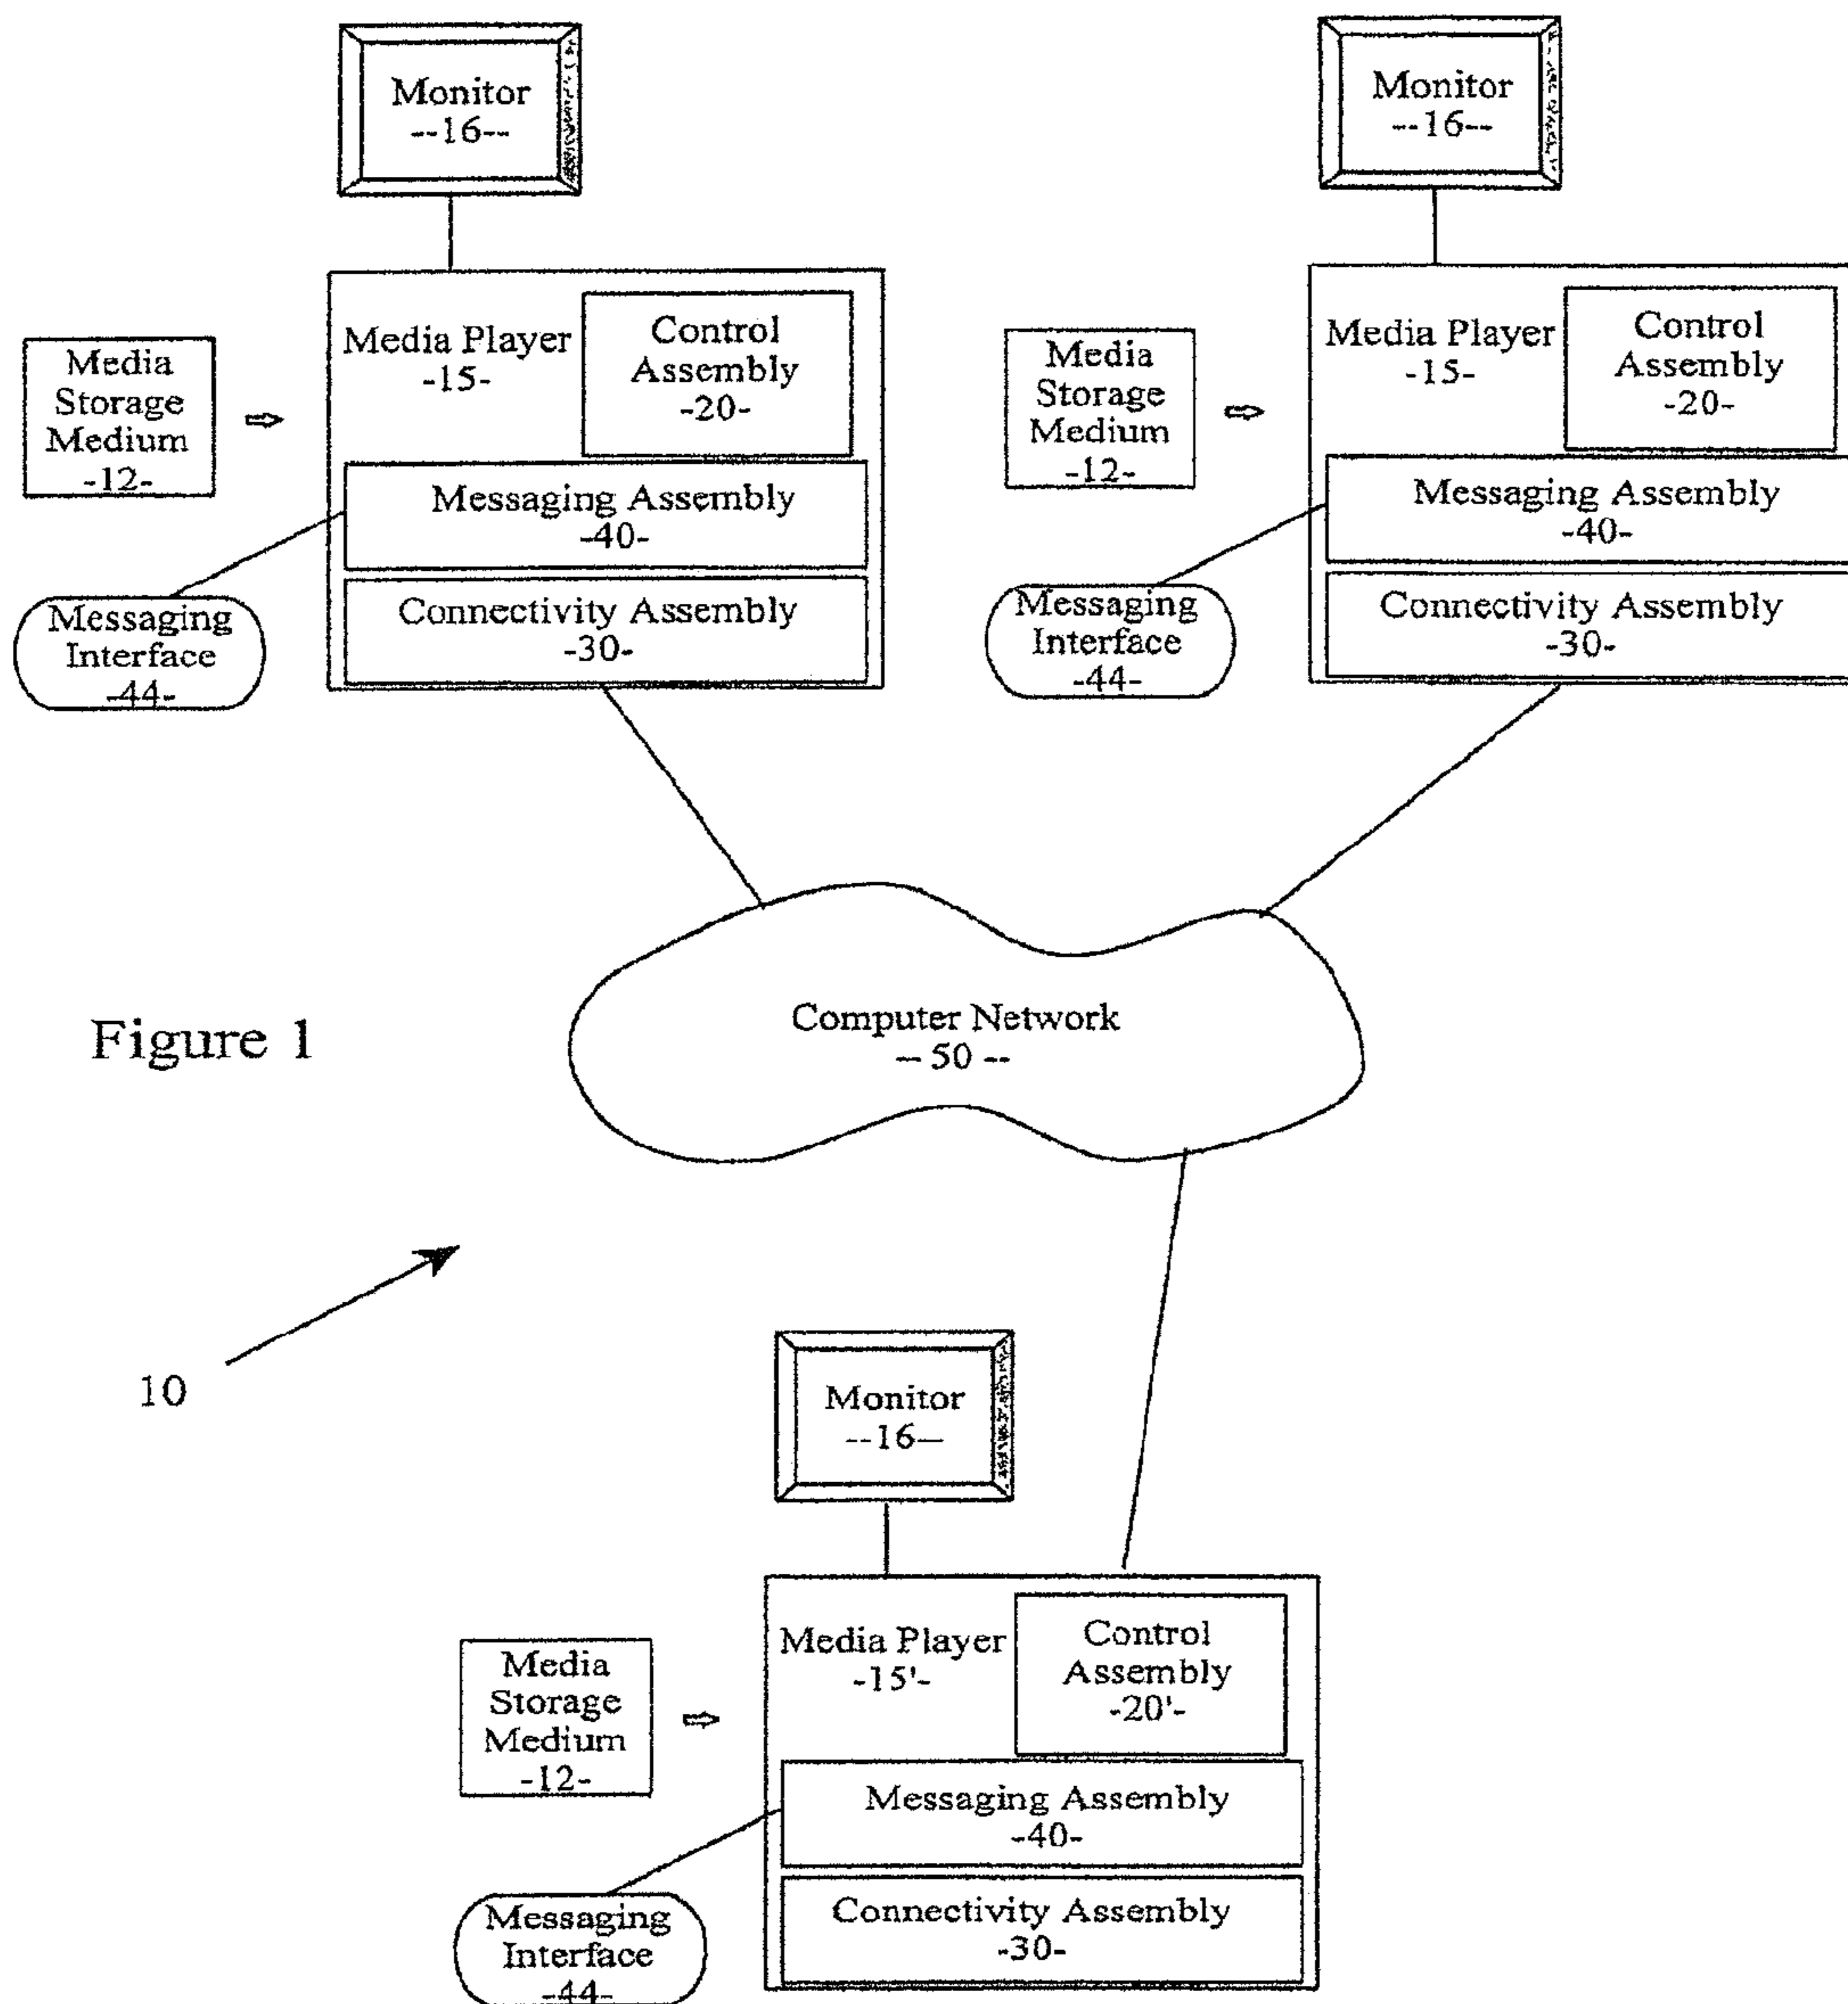 Monitor
--16--
Media Player
-15-
Control
Assembly
-20-
Media
Storage
Medium
-12-
Messaging Assembly
-40-
Messaging
Interface
-44-
Connectivity Assembly
-30-
Monitor
--16--
Media Player
-15-
Control
Assembly
-20-
Media
Storage
Medium
-12-
Messaging Assembly
-40-
Messaging
Interface
-44-
Connectivity Assembly
-30-
Figure 1
Computer Network
-- 50 --
10
Monitor
--16--
Media Player
-15'-
Control
Assembly
-20'-
Media
Storage
Medium
-12-
Messaging Assembly
-40-
Messaging
Interface
-44-
Connectivity Assembly
-30-